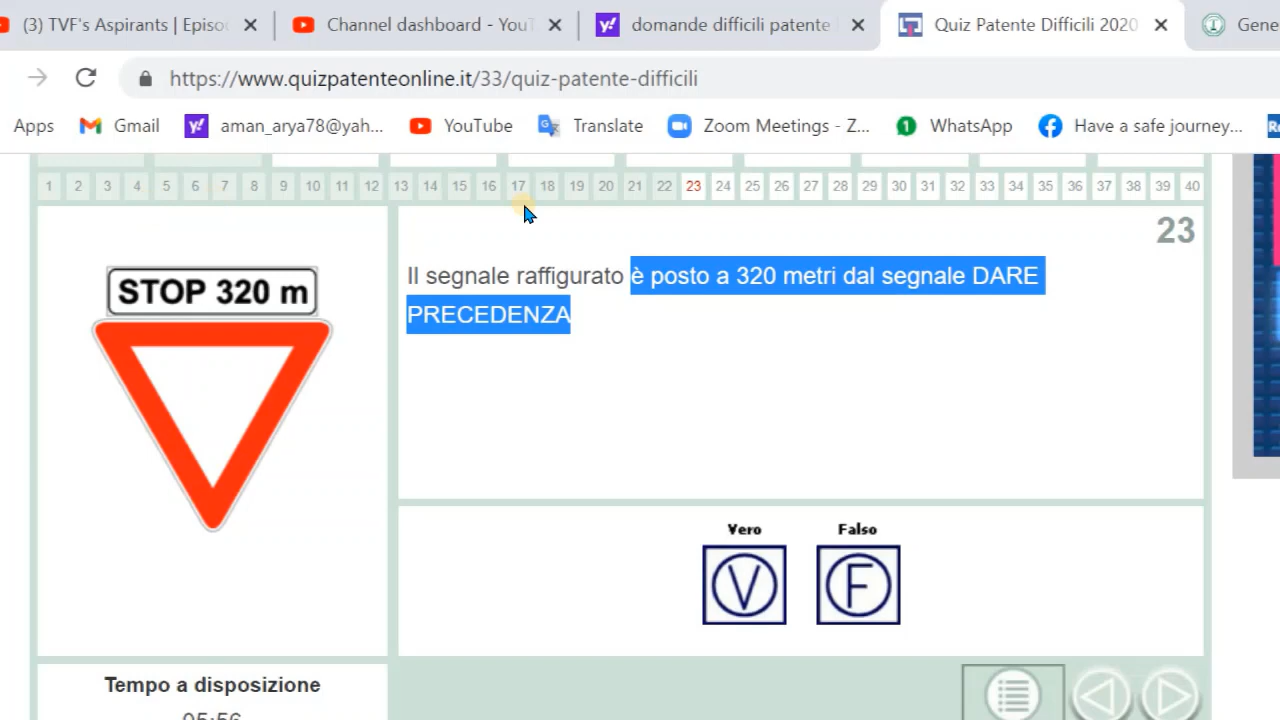 (3) TVF's Aspirants | Episo
Channel dashboard - YouT
domande difficili patente
Quiz Patente Difficili 2020
Gene
https://www.quizpatenteonline.it/33/quiz-patente-difficili
Apps
Gmail
aman_arya78@yah...
YouTube
Translate
Zoom Meetings - Z...
WhatsApp
Have a safe journey...
1 2 3 4 5 6 7 8 9 10 11 12 13 14 15 16 17 18 19 20 21 22 23 24 25 26 27 28 29 30 31 32 33 34 35 36 37 38 39 40
23
STOP 320 m
Il segnale raffigurato è posto a 320 metri dal segnale DARE
PRECEDENZA
Vero
Falso
V
F
Tempo a disposizione
05:56